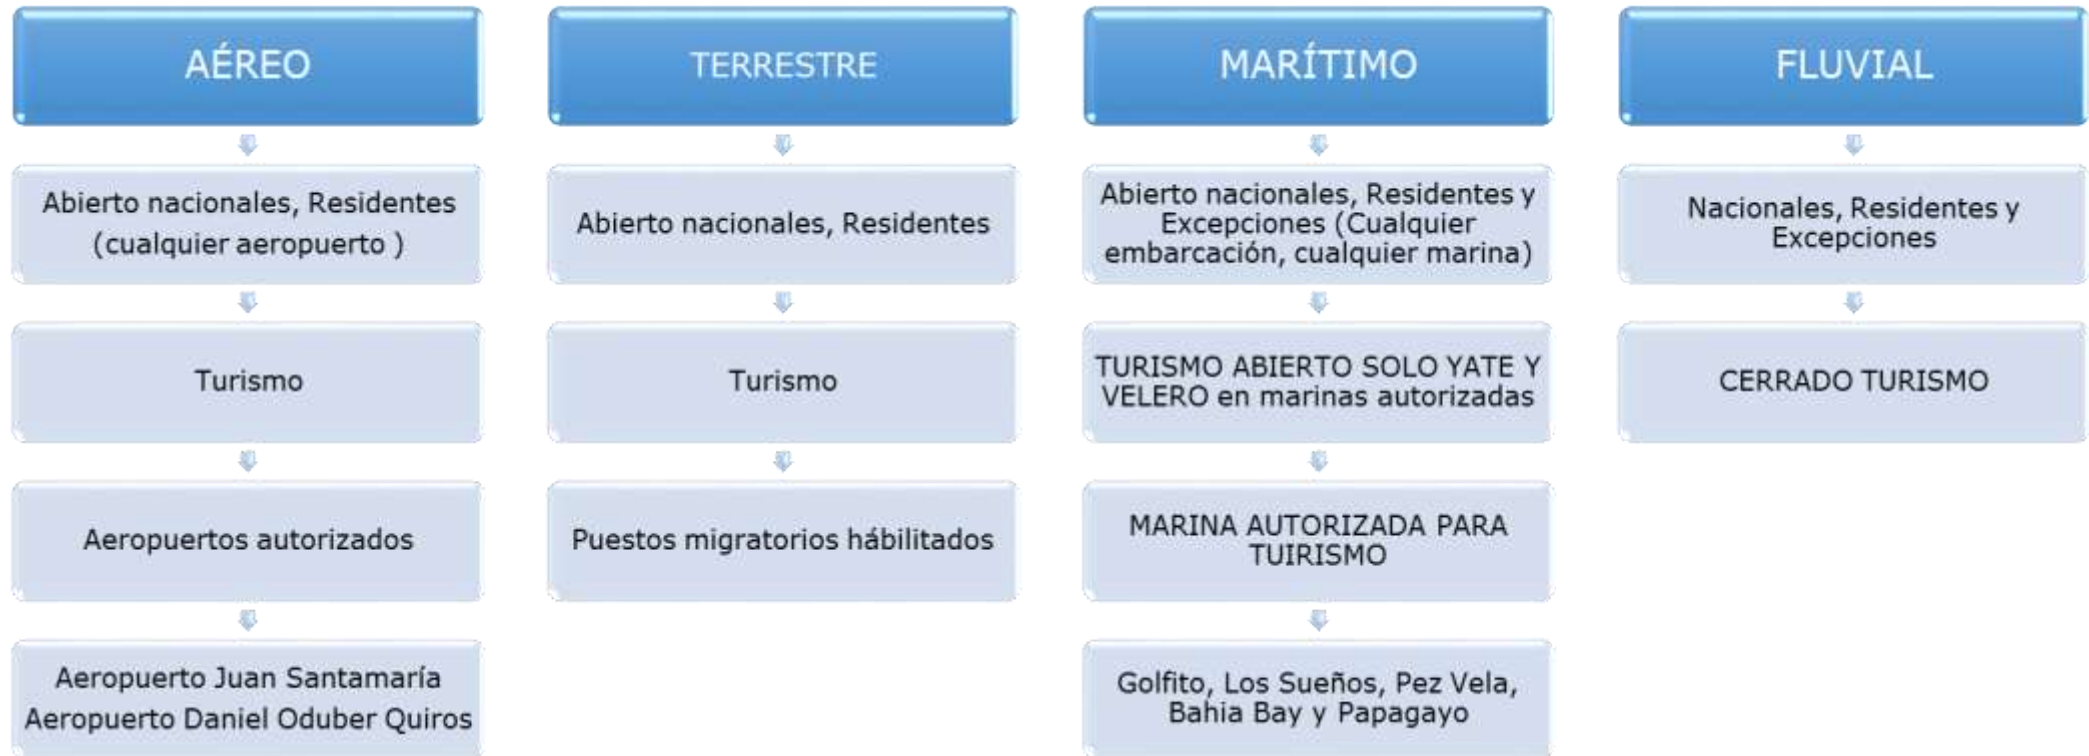 AÉREO
Abierto nacionales, Residentes
(cualquier aeropuerto )
Turismo
Aeropuertos autorizados
Aeropuerto Juan Santamaría
Aeropuerto Daniel Oduber Quiros
TERRESTRE
Abierto nacionales, Residentes
Turismo
Puestos migratorios hábilitados
MARÍTIMO
Abierto nacionales, Residentes y
Excepciones (Cualquier
embarcación, cualquier marina)
TURISMO ABIERTO SOLO YATE Y
VELERO en marinas autorizadas
MARINA AUTORIZADA PARA
TUIRISMO
Golfito, Los Sueños, Pez Vela,
Bahia Bay y Papagayo
FLUVIAL
Nacionales, Residentes y
Excepciones
CERRADO TURISMO